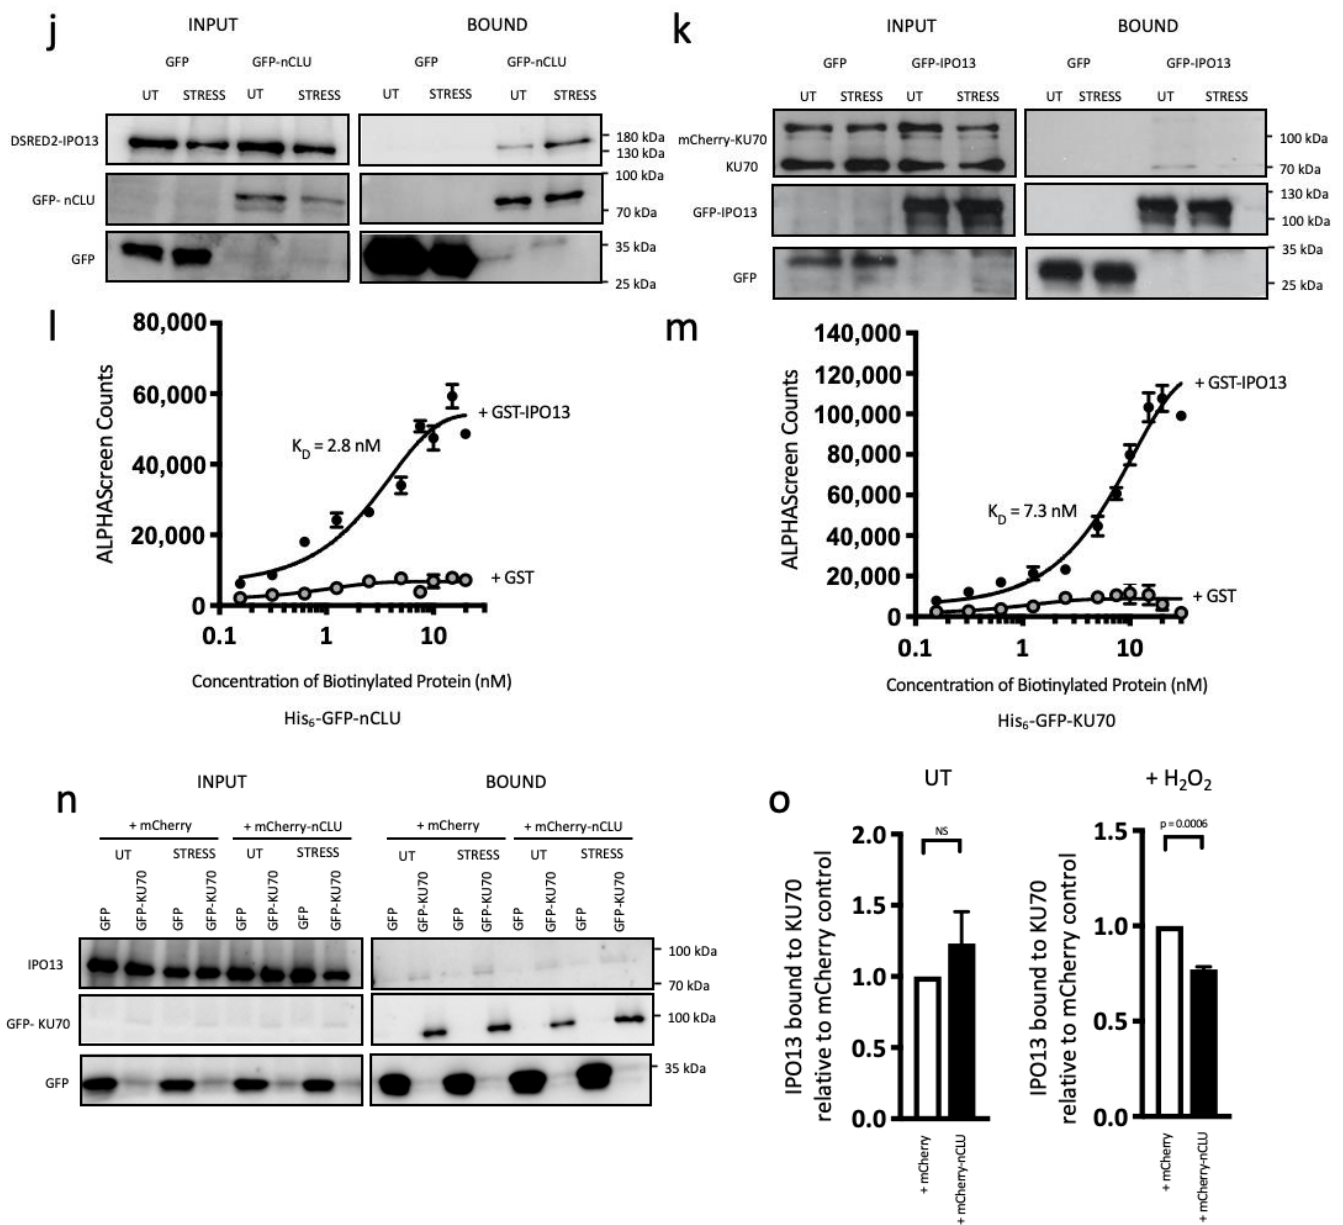 j
INPUT
BOUND
GFP
GFP-nCLU
GFP
GFP-nCLU
UT
STRESS
UT
STRESS
UT
STRESS
UT
STRESS
DSRED2-IPO13
180 kDa
130 kDa
GFP- nCLU
100 kDa
70 kDa
GFP
35 kDa
25 kDa
k
INPUT
BOUND
GFP
GFP-IPO13
GFP
GFP-IPO13
UT
STRESS
UT
STRESS
UT
STRESS
UT
STRESS
mCherry-KU70
100 kDa
KU70
70 kDa
GFP-IPO13
130 kDa
100 kDa
GFP
35 kDa
25 kDa
l
80,000
60,000
40,000
20,000
0
ALPHAScreen Counts
+ GST-IPO13
K_D = 2.8 nM
+ GST
0.1
1
10
Concentration of Biotinylated Protein (nM)
His₆-GFP-nCLU
m
140,000
120,000
100,000
80,000
60,000
40,000
20,000
0
ALPHAScreen Counts
+ GST-IPO13
K_D = 7.3 nM
+ GST
0.1
1
10
Concentration of Biotinylated Protein (nM)
His₆-GFP-KU70
n
INPUT
BOUND
+ mCherry
+ mCherry-nCLU
+ mCherry
+ mCherry-nCLU
UT
STRESS
UT
STRESS
UT
STRESS
UT
STRESS
GFP
GFP-KU70
GFP
GFP-KU70
GFP
GFP-KU70
GFP
GFP-KU70
GFP
GFP-KU70
GFP
GFP-KU70
GFP
GFP-KU70
GFP
GFP-KU70
IPO13
100 kDa
70 kDa
GFP- KU70
100 kDa
GFP
35 kDa
o
UT
2.0
1.5
1.0
0.5
0.0
IPO13 bound to KU70
relative to mCherry control
NS
+ mCherry
+ mCherry-nCLU
+ H₂O₂
1.5
1.0
0.5
0.0
IPO13 bound to KU70
relative to mCherry control
p = 0.0006
+ mCherry
+ mCherry-nCLU